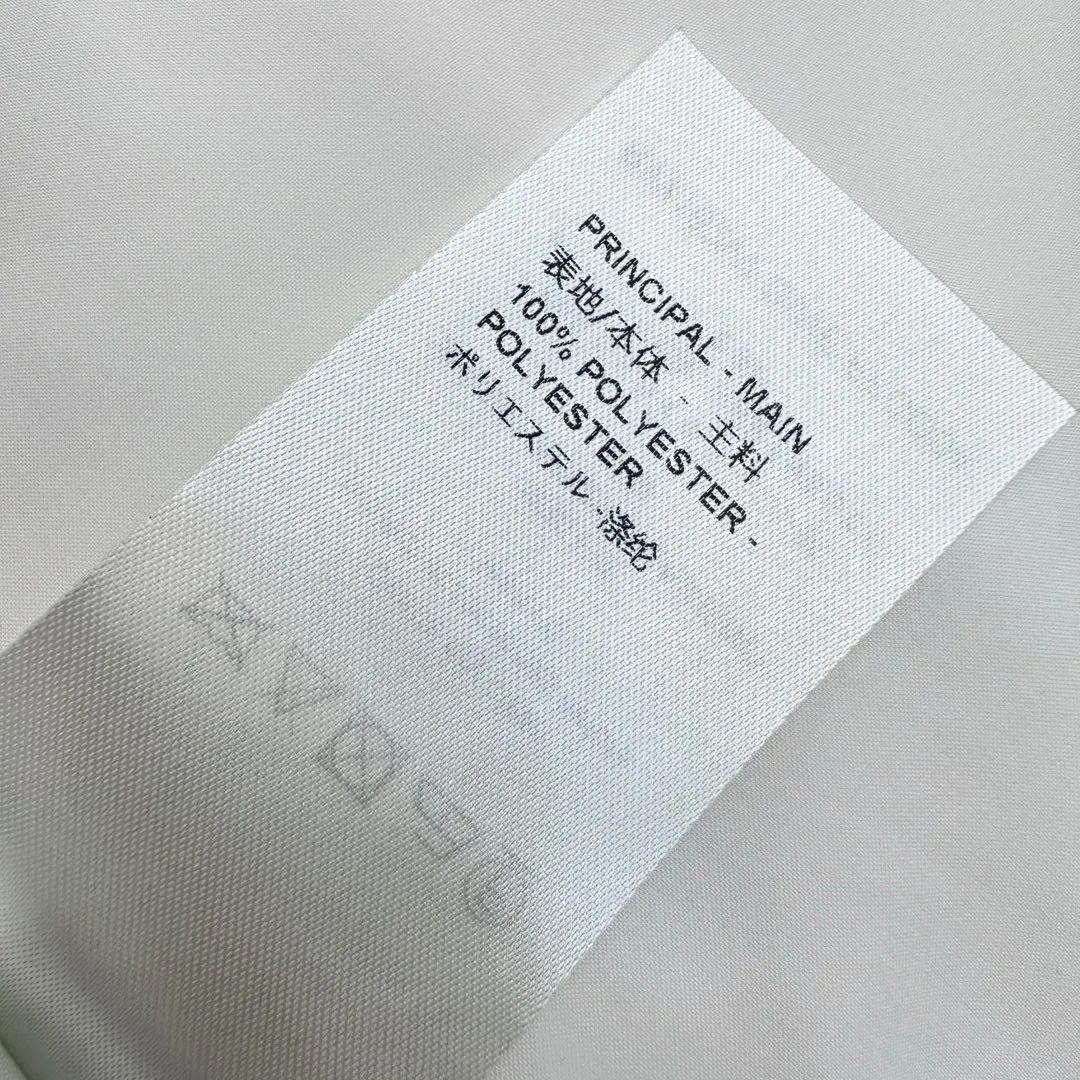 PRINCIPAL - MAIN
表地/本体 - 主料
100% POLYESTER -
POLYESTER
ポリエステル -涤纶